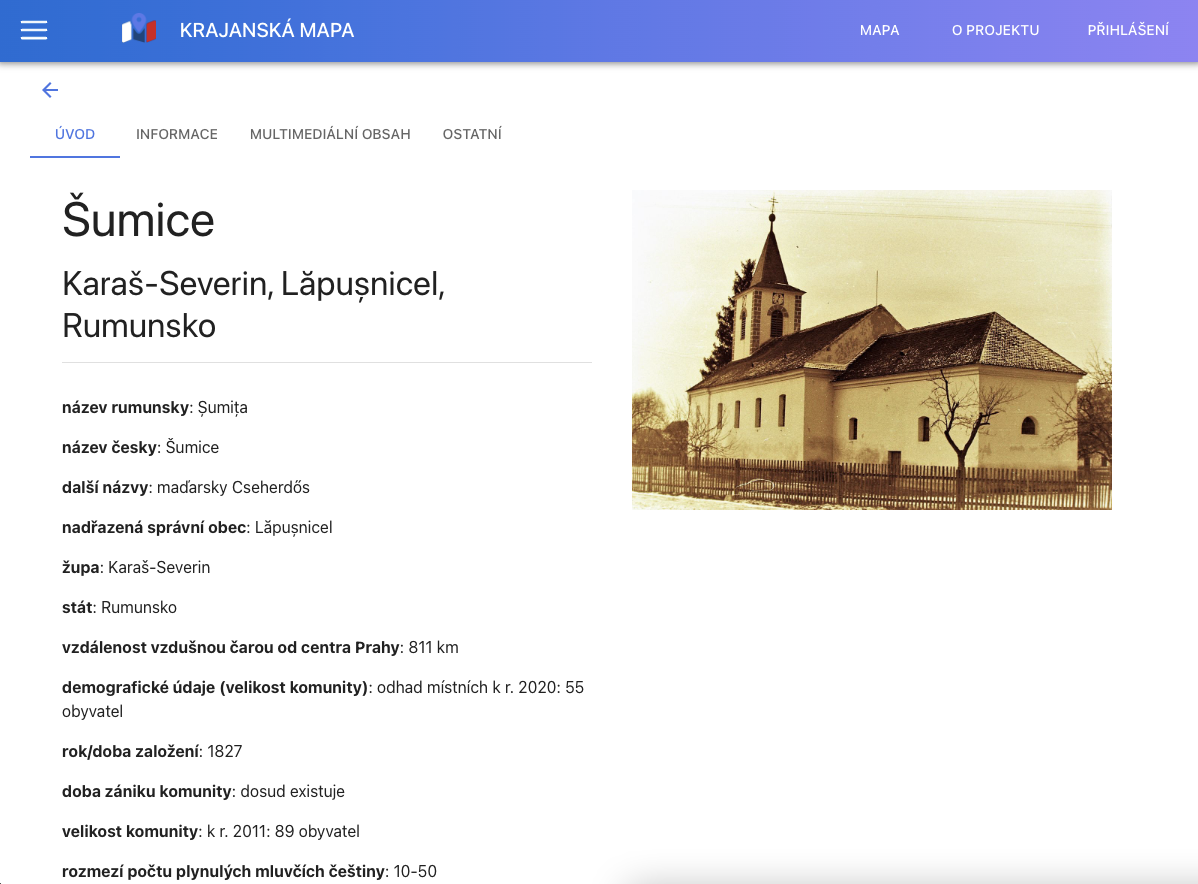 KRAJANSKÁ MAPA
MAPA
O PROJEKTU
PŘIHLÁŠENÍ
ÚVOD
INFORMACE
MULTIMEDIÁLNÍ OBSAH
OSTATNÍ
Šumice
Karaš-Severin, Lăpușnicel,
Rumunsko
název rumunsky: Șumița
název česky: Šumice
další názvy: maďarsky Cseherdős
nadřazená správní obec: Lăpușnicel
župa: Karaš-Severin
stát: Rumunsko
vzdálenost vzdušnou čarou od centra Prahy: 811 km
demografické údaje (velikost komunity): odhad místních k r. 2020: 55
obyvatel
rok/doba založení: 1827
doba zániku komunity: dosud existuje
velikost komunity: k r. 2011: 89 obyvatel
rozmezí počtu plynulých mluvčích češtiny: 10-50